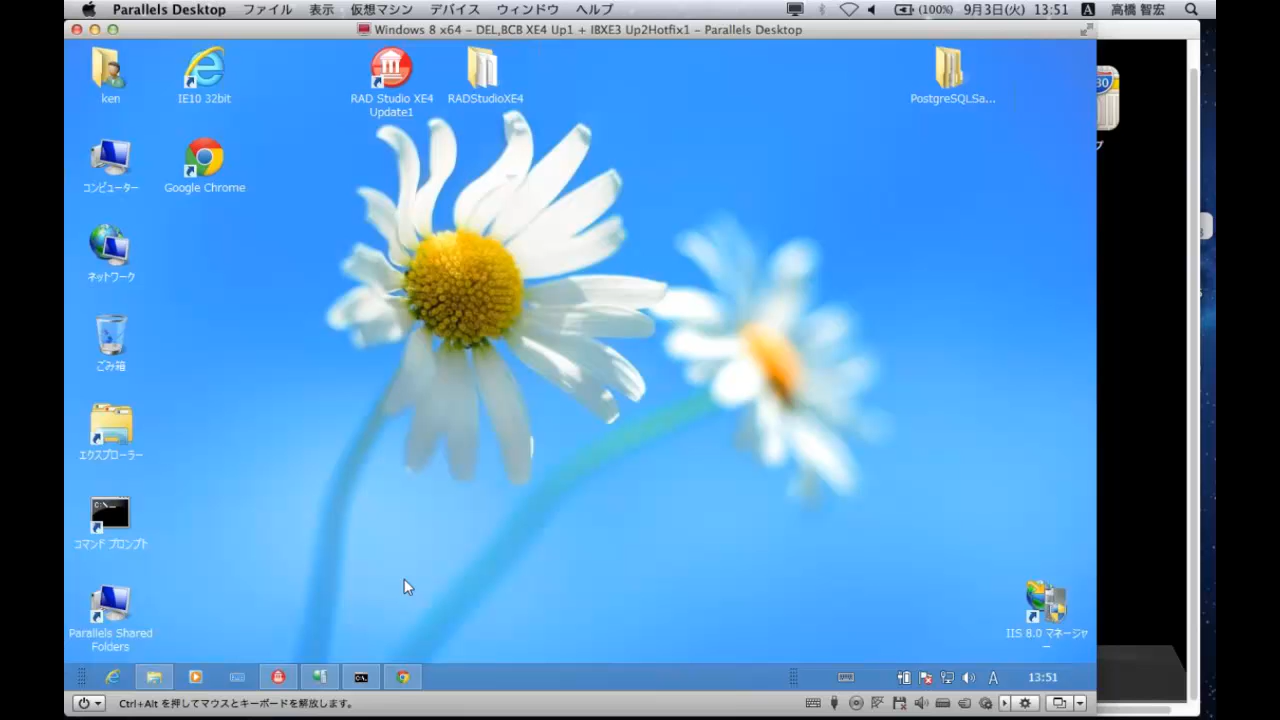 Parallels Desktop ファイル 表示 仮想マシン デバイス ウィンドウ ヘルプ (100%) 9月3日(火) 13:51 A 高橋 智宏
Windows 8 x64 – DEL,BCB XE4 Up1 + IBXE3 Up2Hotfix1 – Parallels Desktop
ken
IE10 32bit
RAD Studio XE4
Update1
RADStudioXE4
PostgreSQLSa...
30
プ
コンピューター
Google Chrome
ネットワーク
ごみ箱
エクスプローラー
C:\
コマンド プロンプト
Parallels Shared
Folders
IIS 8.0 マネージャ
ー
A 13:51
Ctrl+Alt を押してマウスとキーボードを解放します。